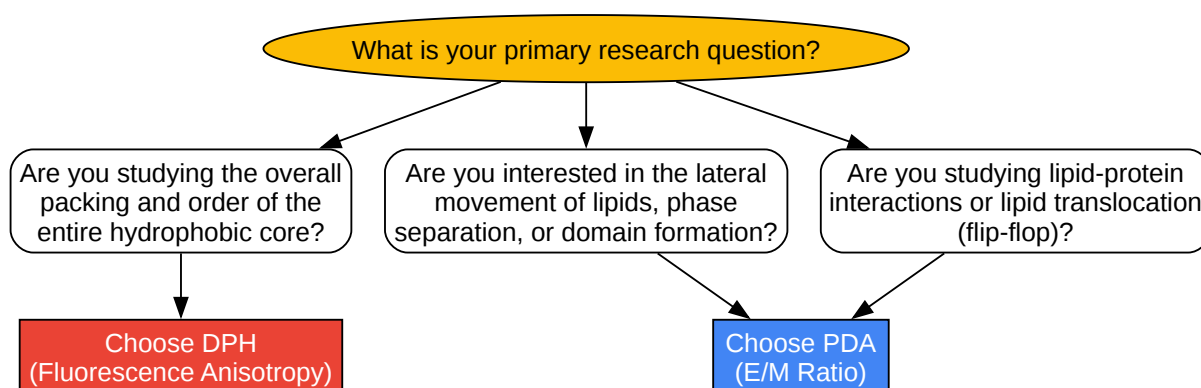 What is your primary research question?
Are you studying the overall
packing and order of the
entire hydrophobic core?
Are you interested in the lateral
movement of lipids, phase
separation, or domain formation?
Are you studying lipid-protein
interactions or lipid translocation
(flip-flop)?
Choose DPH
(Fluorescence Anisotropy)
Choose PDA
(E/M Ratio)